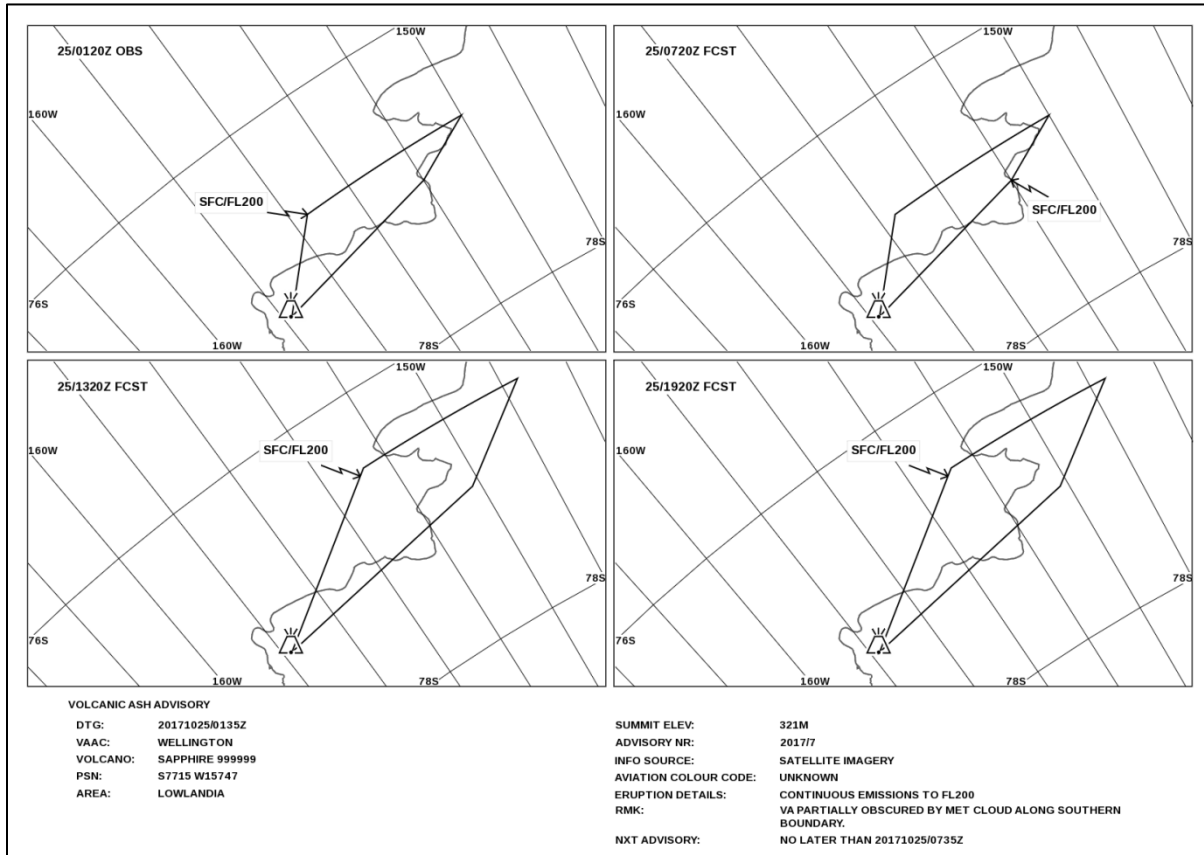 25/0120Z OBS
150W
160W
SFC/FL200
78S
76S
160W
78S
25/0720Z FCST
150W
160W
SFC/FL200
78S
76S
160W
78S
25/1320Z FCST
150W
SFC/FL200
160W
78S
76S
160W
78S
25/1920Z FCST
150W
SFC/FL200
160W
78S
76S
160W
78S
VOLCANIC ASH ADVISORY
DTG: 20171025/0135Z
VAAC: WELLINGTON
VOLCANO: SAPPHIRE 999999
PSN: S7715 W15747
AREA: LOWLANDIA
SUMMIT ELEV: 321M
ADVISORY NR: 2017/7
INFO SOURCE: SATELLITE IMAGERY
AVIATION COLOUR CODE: UNKNOWN
ERUPTION DETAILS: CONTINUOUS EMISSIONS TO FL200
RMK: VA PARTIALLY OBSCURED BY MET CLOUD ALONG SOUTHERN
BOUNDARY.
NXT ADVISORY: NO LATER THAN 20171025/0735Z